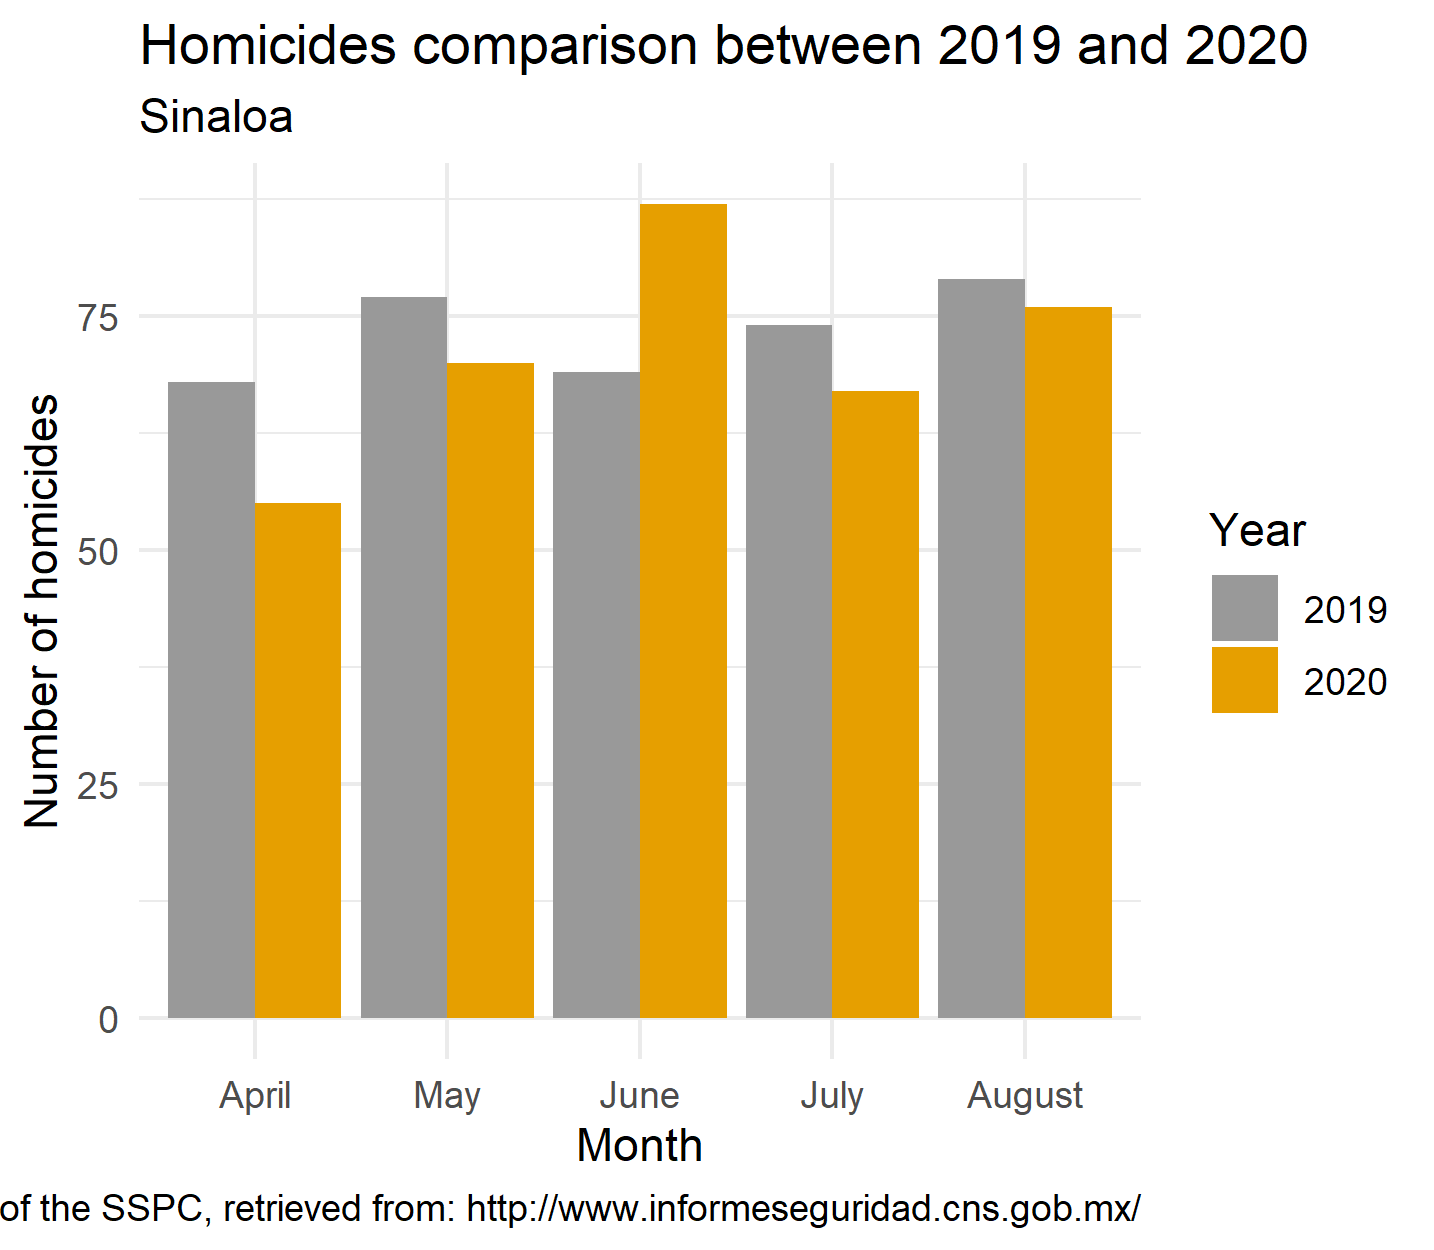 Homicides comparison between 2019 and 2020
Sinaloa
Number of homicides
75
50
25
0
April May June July August
Month
Year
2019
2020
of the SSPC, retrieved from: http://www.informeseguridad.cns.gob.mx/